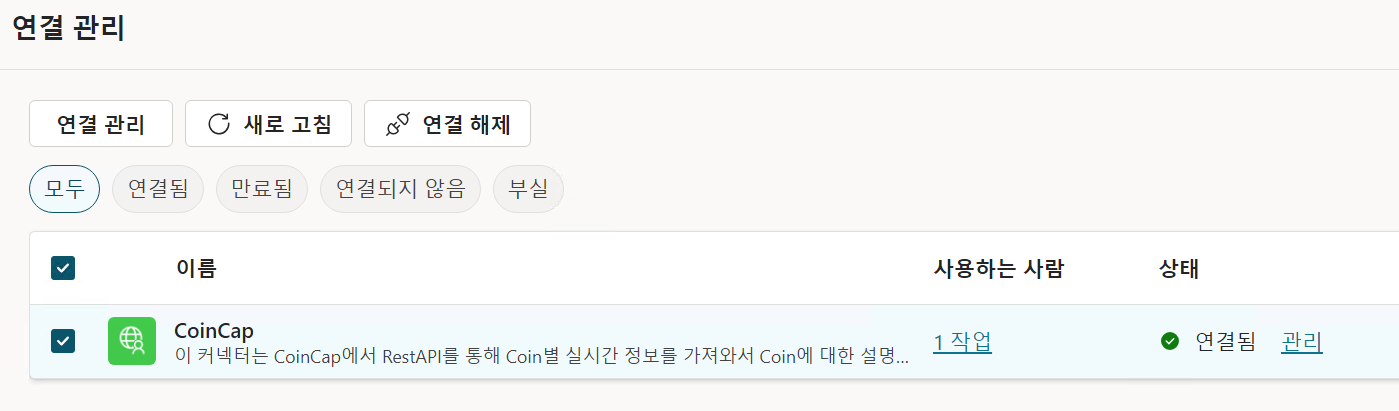 연결 관리
연결 관리 새로 고침 연결 해제
모두 연결됨 만료됨 연결되지 않음 부실
이름 사용하는 사람 상태
CoinCap
이 커넥터는 CoinCap에서 RestAPI를 통해 Coin별 실시간 정보를 가져와서 Coin에 대한 설명...
1 작업 연결됨 관리